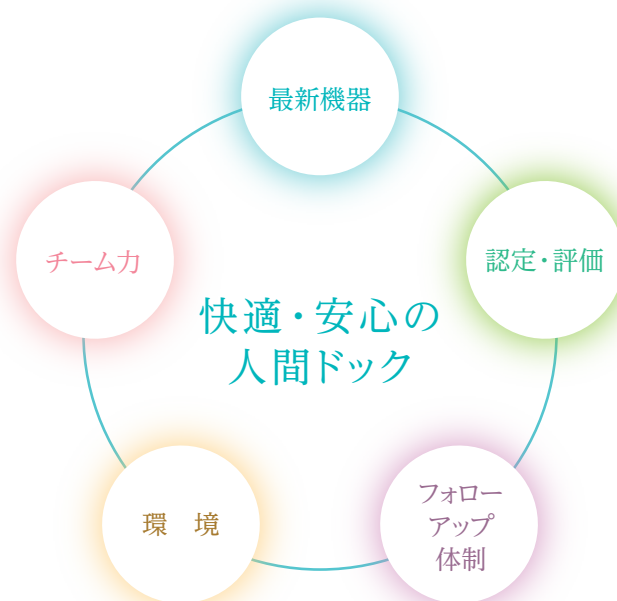 最新機器
認定・評価
チーム力
快適・安心の
人間ドック
環　境
フォロー
アップ
体制